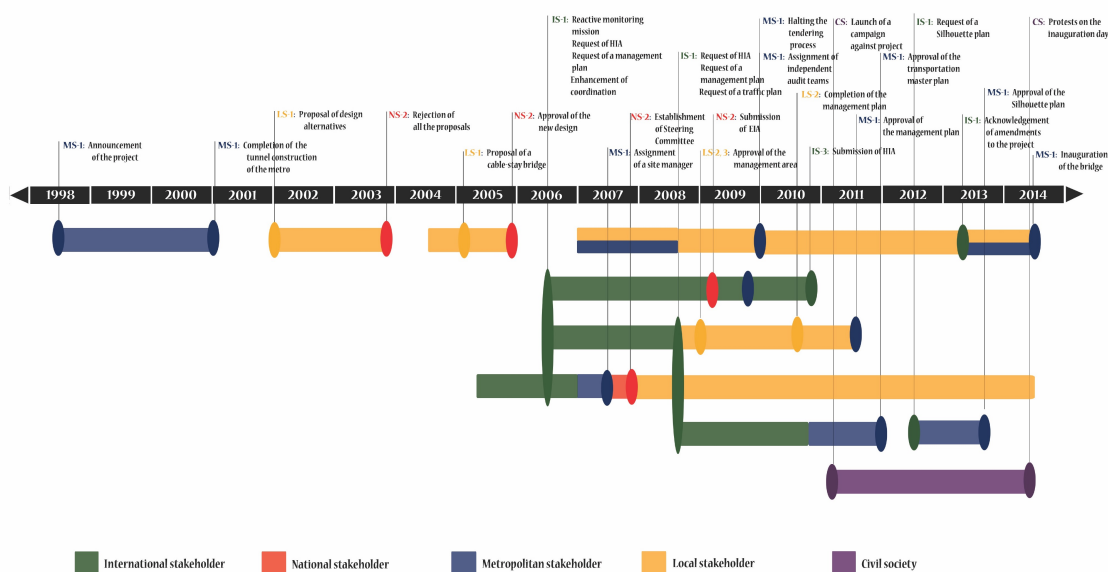 IS-1: Reactive monitoring
mission
Request of HIA
Request of a management
plan
Enhancement of
coordination
MS-1: Halting the
tendering
process
MS-1: Assignment of
independent
audit teams
CS: Launch of a
campaign
against project
IS-1: Request of a
Silhouette plan
CS: Protests on the
inauguration day
IS-1: Request of HIA
Request of a
management plan
Request of a traffic plan
MS-1: Approval of the
transportation
master plan
LS-2: Completion of the
management plan
MS-1: Approval of the
Silhouette plan
LS-1: Proposal of design
alternatives
NS-2: Rejection of
all the proposals
NS-2: Approval of the
new design
NS-2: Establishment
of Steering
Committee
NS-2: Submission
of EIA
MS-1: Approval of
the management plan
IS-1: Acknowledgement
of amendments
to the project
MS-1: Announcement
of the project
MS-1: Completion of the
tunnel construction
of the metro
LS-1: Proposal of a
cable-stay bridge
MS-1: Assignment
of a site manager
LS-2, 3: Approval of the
management area
IS-3: Submission of HIA
MS-1: Inauguration
of the bridge
1998 1999 2000 2001 2002 2003 2004 2005 2006 2007 2008 2009 2010 2011 2012 2013 2014
International stakeholder
National stakeholder
Metropolitan stakeholder
Local stakeholder
Civil society